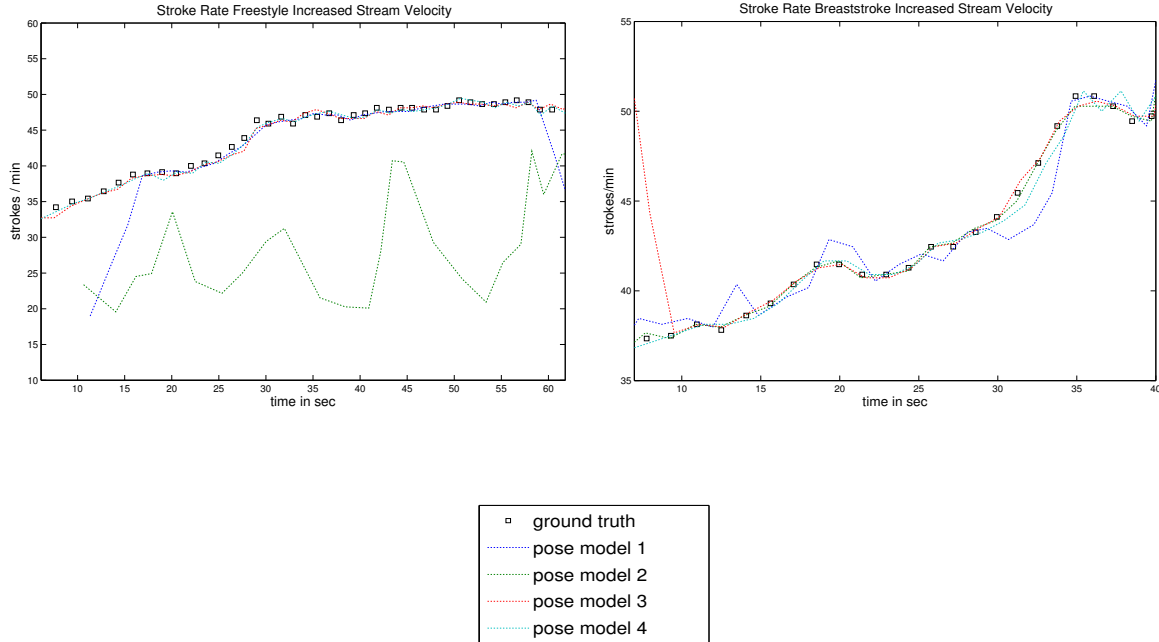 Stroke Rate Freestyle Increased Stream Velocity
60
55
50
45
40
35
30
25
20
15
10
strokes / min
10 15 20 25 30 35 40 45 50 55 60
time in sec
Stroke Rate Breaststroke Increased Stream Velocity
55
50
45
40
35
strokes/min
10 15 20 25 30 35 40
time in sec
ground truth
pose model 1
pose model 2
pose model 3
pose model 4